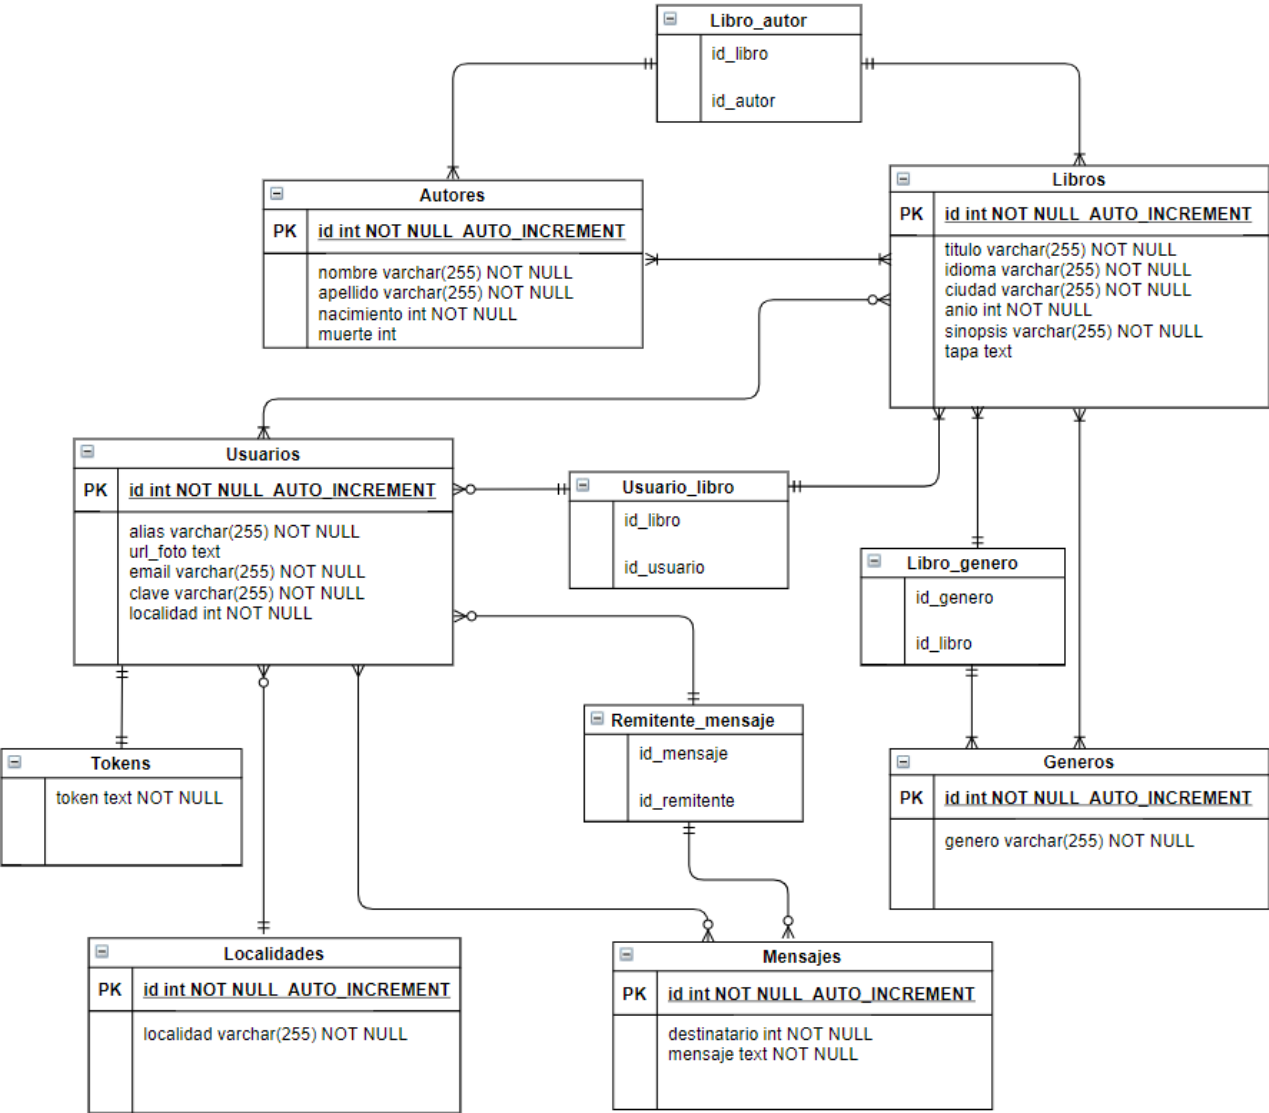 Libro_autor
id_libro
id_autor
Autores
PK id int NOT NULL AUTO_INCREMENT
nombre varchar(255) NOT NULL
apellido varchar(255) NOT NULL
nacimiento int NOT NULL
muerte int
Libros
PK id int NOT NULL AUTO_INCREMENT
titulo varchar(255) NOT NULL
idioma varchar(255) NOT NULL
ciudad varchar(255) NOT NULL
anio int NOT NULL
sinopsis varchar(255) NOT NULL
tapa text
Usuarios
PK id int NOT NULL AUTO_INCREMENT
alias varchar(255) NOT NULL
url_foto text
email varchar(255) NOT NULL
clave varchar(255) NOT NULL
localidad int NOT NULL
Usuario_libro
id_libro
id_usuario
Libro_genero
id_genero
id_libro
Remitente_mensaje
id_mensaje
id_remitente
Tokens
token text NOT NULL
Generos
PK id int NOT NULL AUTO_INCREMENT
genero varchar(255) NOT NULL
Localidades
PK id int NOT NULL AUTO_INCREMENT
localidad varchar(255) NOT NULL
Mensajes
PK id int NOT NULL AUTO_INCREMENT
destinatario int NOT NULL
mensaje text NOT NULL